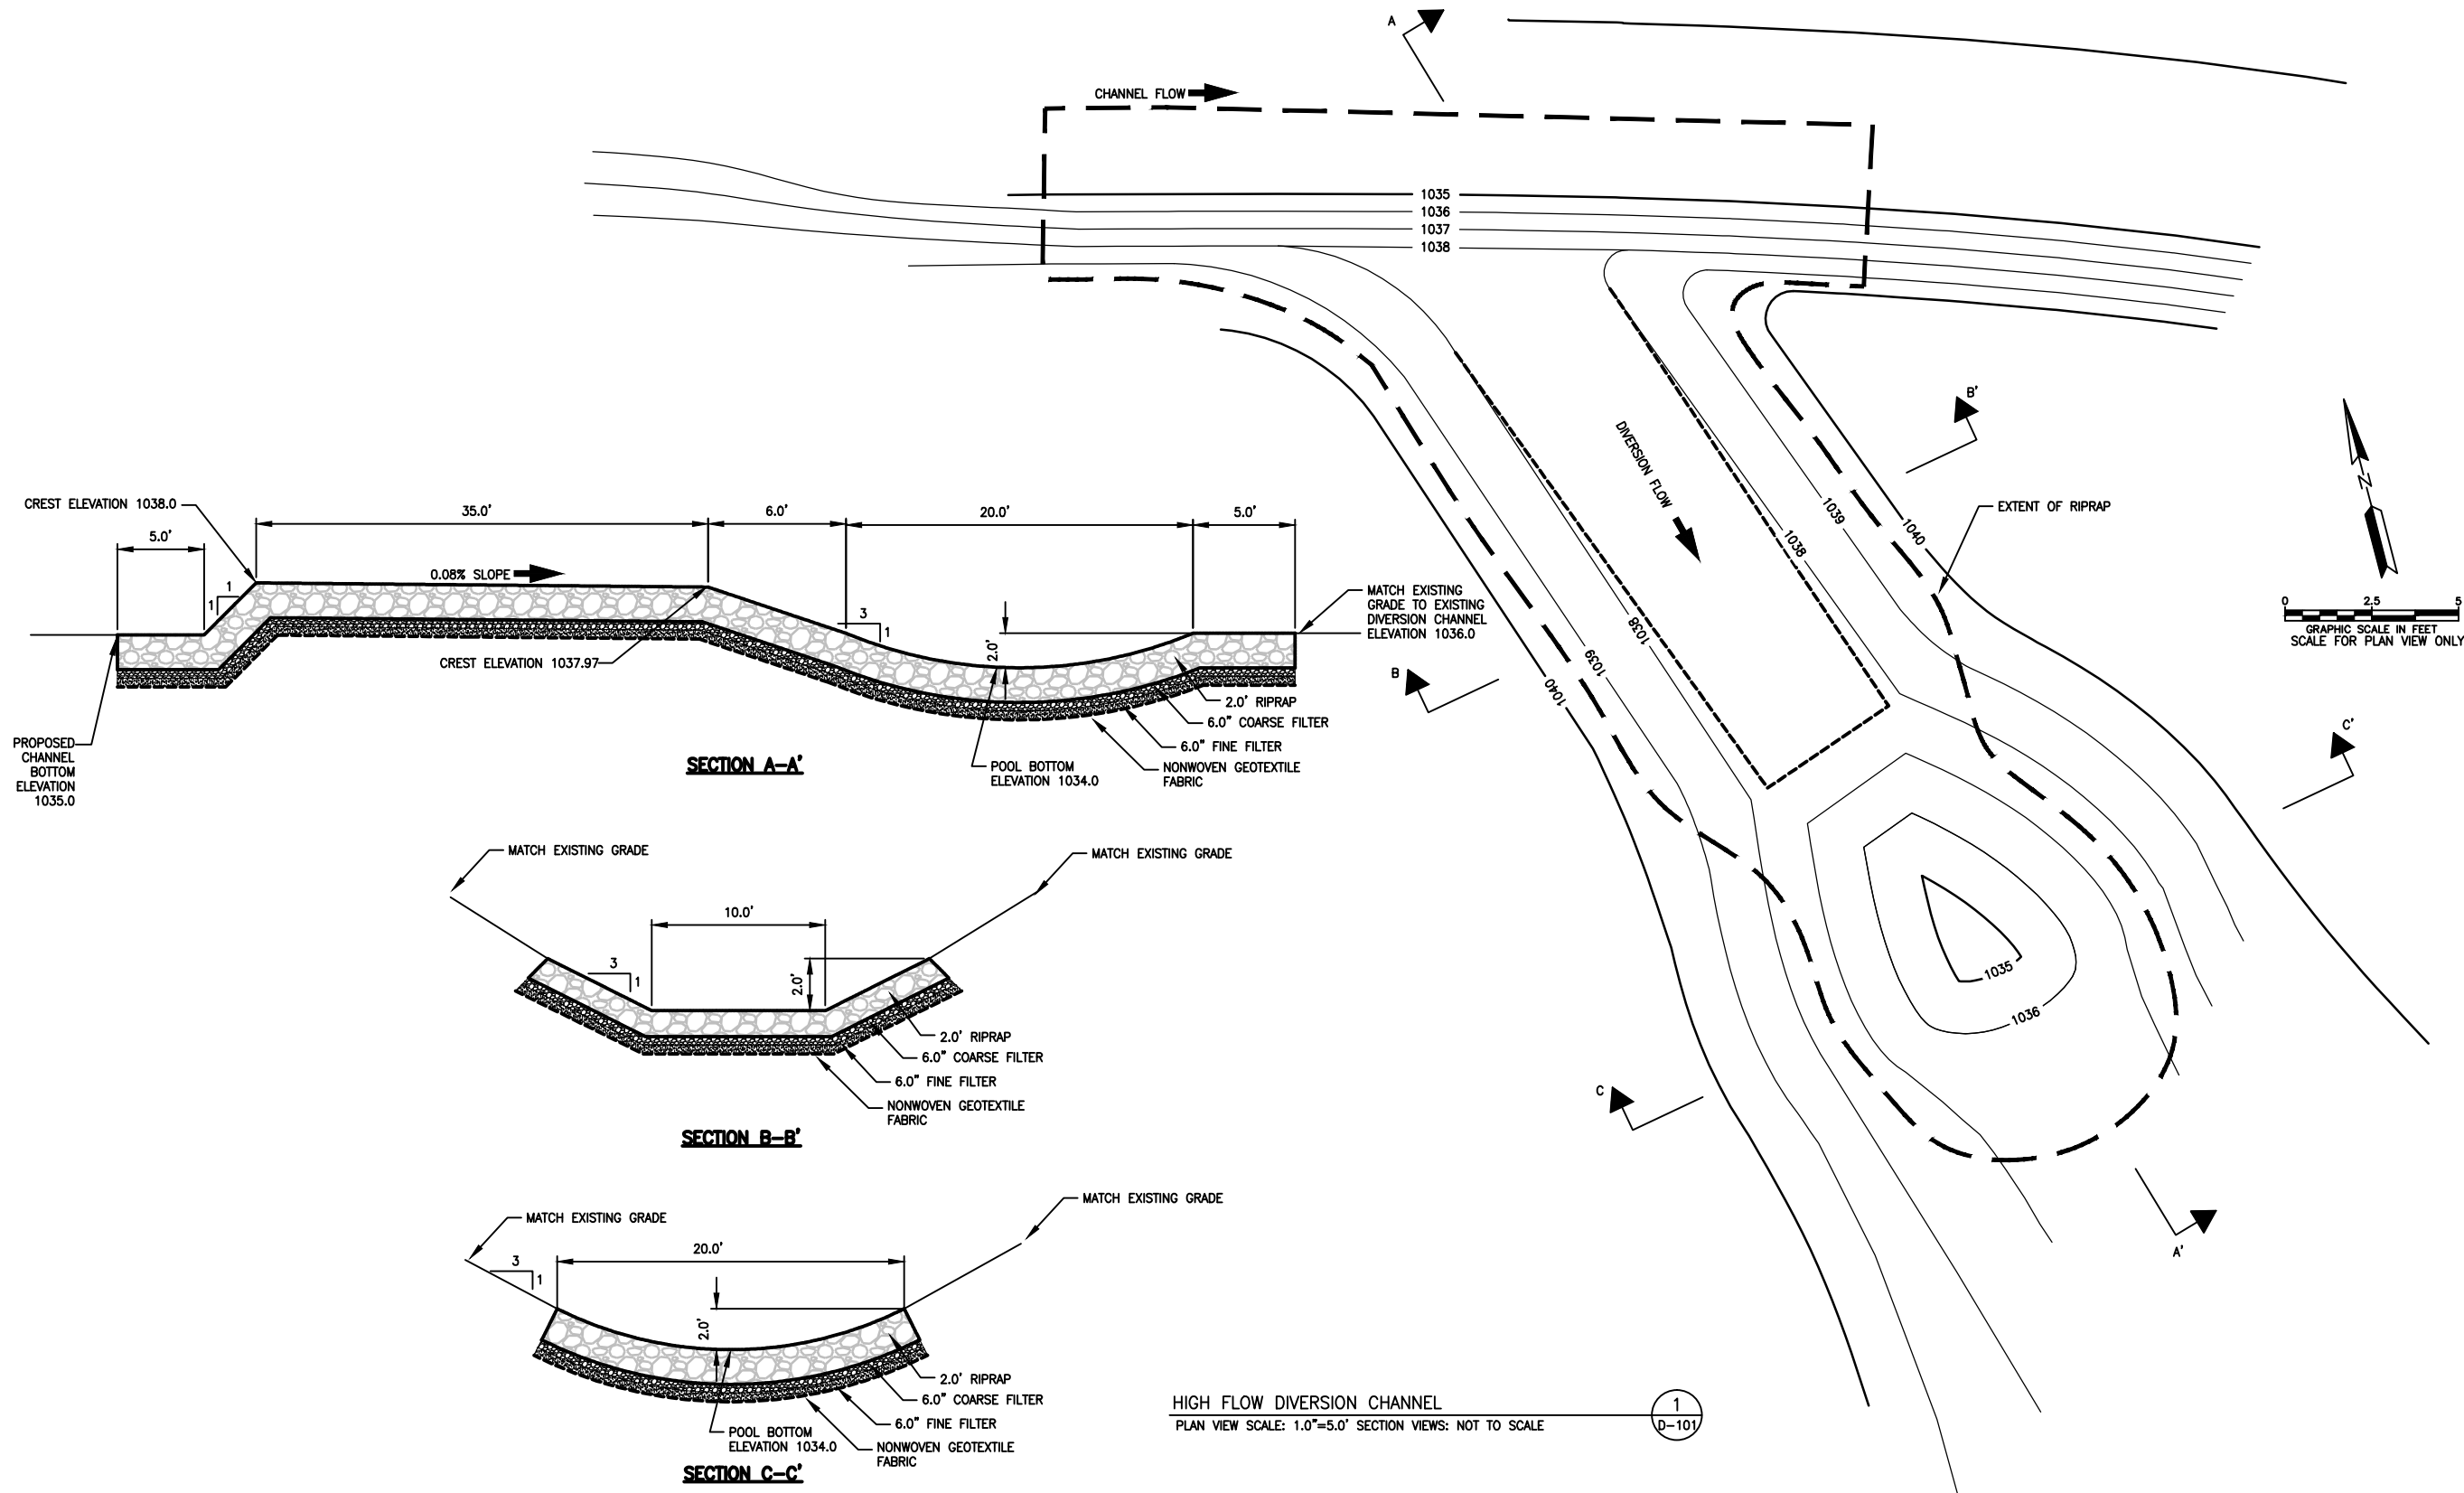 A
CHANNEL FLOW
1035
1036
1037
1038
DIVERSION FLOW
1038
1039
1040
1038
1039
1040
B'
EXTENT OF RIPRAP
N
0 2.5 5
GRAPHIC SCALE IN FEET
SCALE FOR PLAN VIEW ONLY
B
C'
1035
1036
C
A'
CREST ELEVATION 1038.0
5.0'
35.0'
6.0'
20.0'
5.0'
1
1
0.08% SLOPE
3
1
2.0'
MATCH EXISTING
GRADE TO EXISTING
DIVERSION CHANNEL
ELEVATION 1036.0
CREST ELEVATION 1037.97
PROPOSED
CHANNEL
BOTTOM
ELEVATION
1035.0
2.0' RIPRAP
6.0" COARSE FILTER
6.0" FINE FILTER
NONWOVEN GEOTEXTILE
FABRIC
POOL BOTTOM
ELEVATION 1034.0
SECTION A-A'
MATCH EXISTING GRADE
MATCH EXISTING GRADE
10.0'
3
1
2.0'
2.0' RIPRAP
6.0" COARSE FILTER
6.0" FINE FILTER
NONWOVEN GEOTEXTILE
FABRIC
SECTION B-B'
MATCH EXISTING GRADE
MATCH EXISTING GRADE
20.0'
3
1
2.0'
2.0' RIPRAP
6.0" COARSE FILTER
6.0" FINE FILTER
NONWOVEN GEOTEXTILE
FABRIC
POOL BOTTOM
ELEVATION 1034.0
SECTION C-C'
HIGH FLOW DIVERSION CHANNEL
PLAN VIEW SCALE: 1.0"=5.0' SECTION VIEWS: NOT TO SCALE
1
D-101